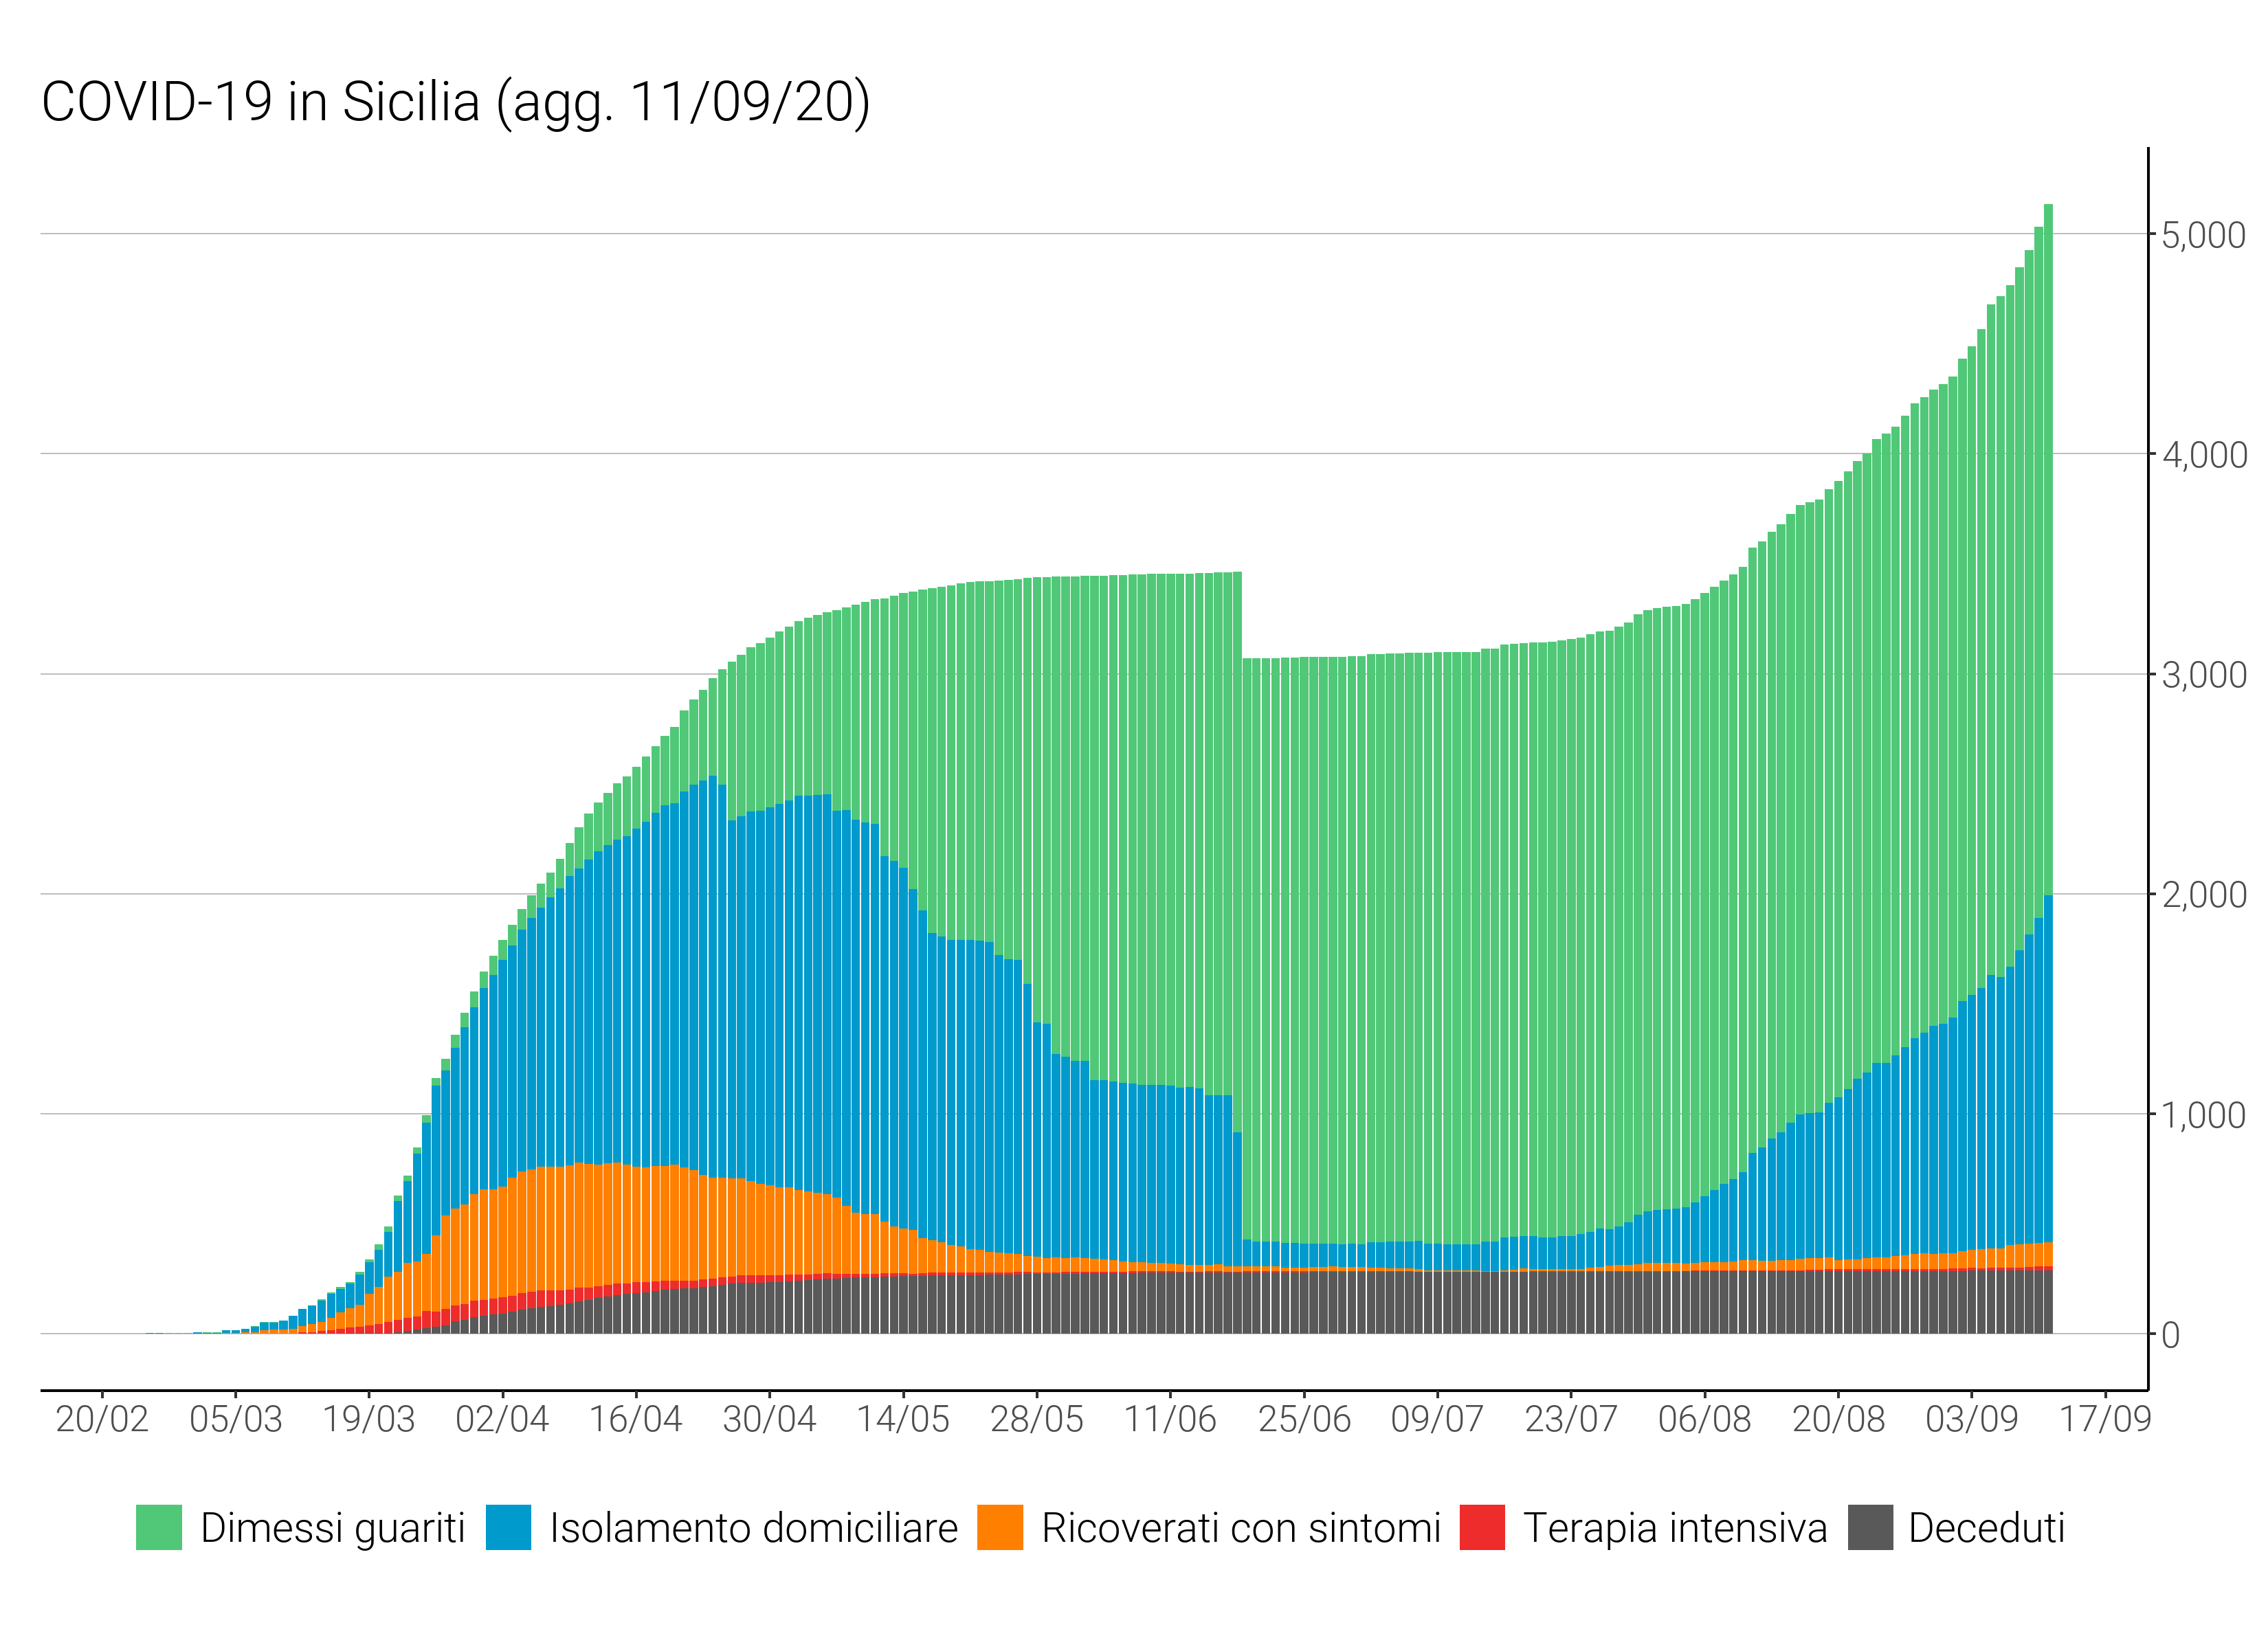 COVID-19 in Sicilia (agg. 11/09/20)
5,000
4,000
3,000
2,000
1,000
0
20/02 05/03 19/03 02/04 16/04 30/04 14/05 28/05 11/06 25/06 09/07 23/07 06/08 20/08 03/09 17/09
Dimessi guariti Isolamento domiciliare Ricoverati con sintomi Terapia intensiva Deceduti